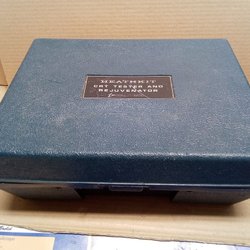 HEATHKIT
CRT TESTER AND
REJUVENATOR